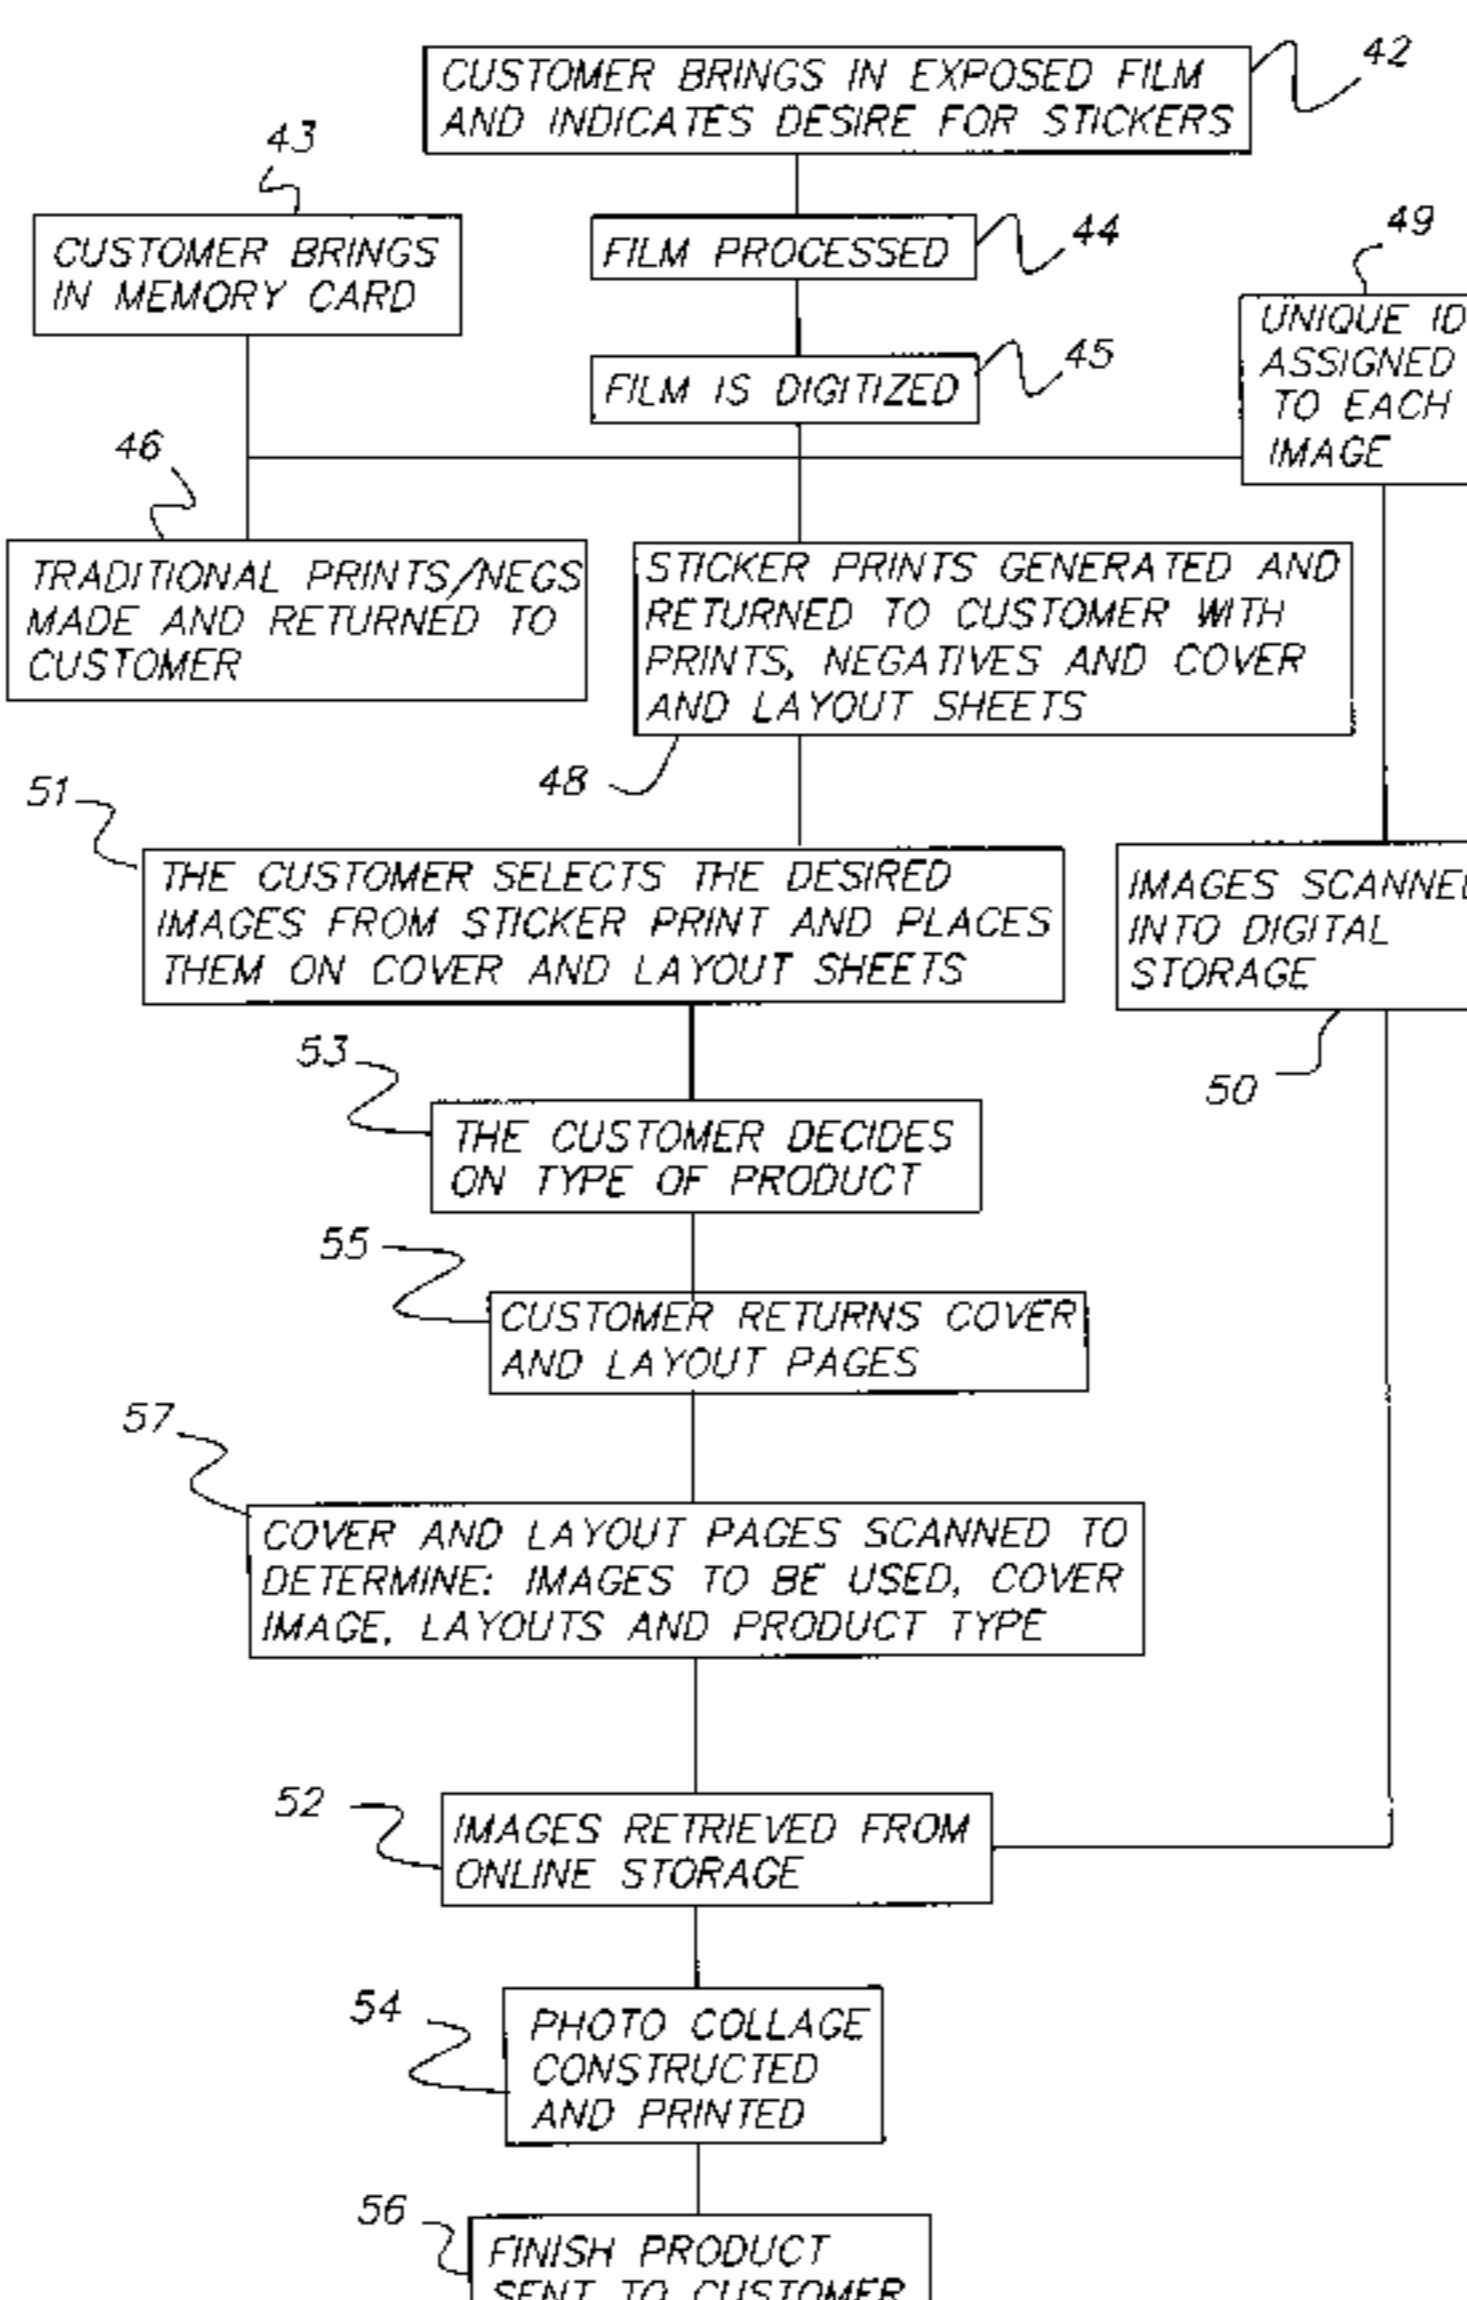 42
CUSTOMER BRINGS IN EXPOSED FILM
AND INDICATES DESIRE FOR STICKERS
43
CUSTOMER BRINGS
IN MEMORY CARD
44
FILM PROCESSED
49
UNIQUE ID
ASSIGNED
TO EACH
IMAGE
45
FILM IS DIGITIZED
46
TRADITIONAL PRINTS/NEGS
MADE AND RETURNED TO
CUSTOMER
STICKER PRINTS GENERATED AND
RETURNED TO CUSTOMER WITH
PRINTS, NEGATIVES AND COVER
AND LAYOUT SHEETS
48
51
THE CUSTOMER SELECTS THE DESIRED
IMAGES FROM STICKER PRINT AND PLACES
THEM ON COVER AND LAYOUT SHEETS
IMAGES SCANNED
INTO DIGITAL
STORAGE
50
53
THE CUSTOMER DECIDES
ON TYPE OF PRODUCT
55
CUSTOMER RETURNS COVER
AND LAYOUT PAGES
57
COVER AND LAYOUT PAGES SCANNED TO
DETERMINE: IMAGES TO BE USED, COVER
IMAGE, LAYOUTS AND PRODUCT TYPE
52
IMAGES RETRIEVED FROM
ONLINE STORAGE
54
PHOTO COLLAGE
CONSTRUCTED
AND PRINTED
56
FINISH PRODUCT
SENT TO CUSTOMER